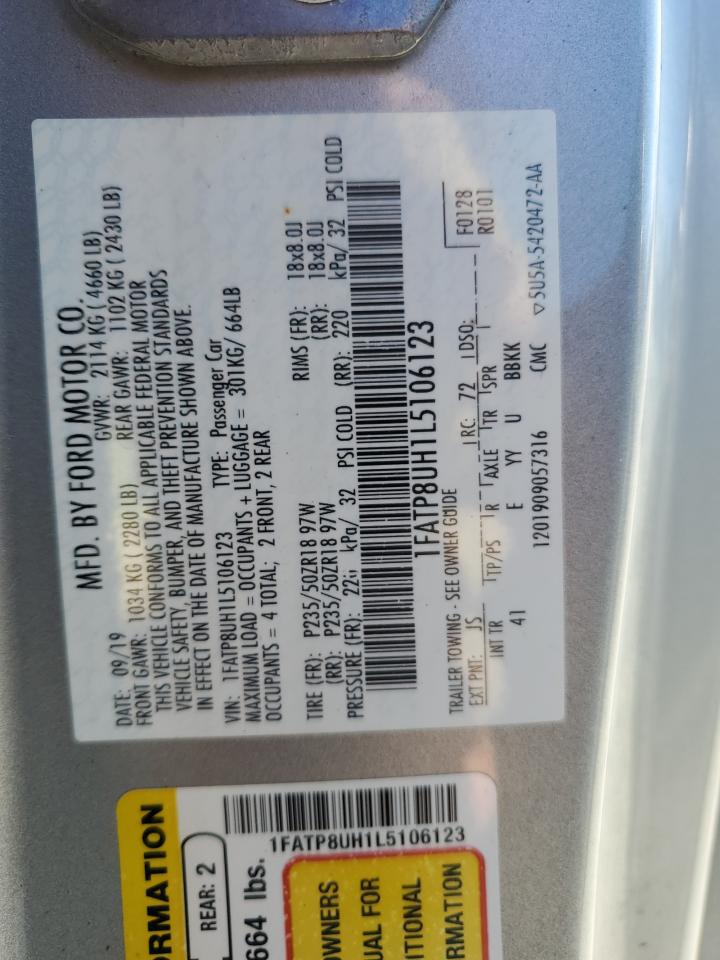 MFD. BY FORD MOTOR CO.
DATE: 09/19 GVWR: 2114 KG ( 4660 LB)
FRONT GAWR: 1034 KG ( 2280 LB) REAR GAWR: 1102 KG ( 2430 LB)
THIS VEHICLE CONFORMS TO ALL APPLICABLE FEDERAL MOTOR
VEHICLE SAFETY, BUMPER, AND THEFT PREVENTION STANDARDS
IN EFFECT ON THE DATE OF MANUFACTURE SHOWN ABOVE.
VIN: 1FATP8UH1L5106123 TYPE: Passenger Car
MAXIMUM LOAD = OCCUPANTS + LUGGAGE = 301KG/ 664LB
OCCUPANTS = 4 TOTAL; 2 FRONT, 2 REAR
TIRE (FR): P235/50ZR18 97W RIMS (FR): 18x8.0J
(RR): P235/50ZR18 97W (RR): 18x8.0J
PRESSURE (FR): kPa/ 32 PSI COLD (RR): 220 kPa/ 32 PSI COLD
1FATP8UH1L5106123
TRAILER TOWING - SEE OWNER GUIDE F0128
R0101
EXT PNT: JS RC: 72 DSO:
INT TR TP/PS R AXLE TR SPR
41 E YY U BBKK
1201909057316 CMC ▽5U5A-5420472-AA
ORMATION
REAR: 2
664 lbs.
1FATP8UH1L5106123
OWNERS
UAL FOR
ITIONAL
RMATION